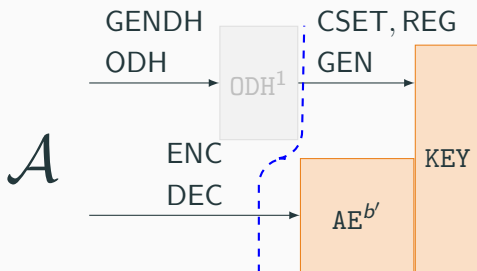 GENDH
CSET, REG
ODH
ODH¹
GEN
𝒜
ENC
KEY
DEC
AE^{b′}